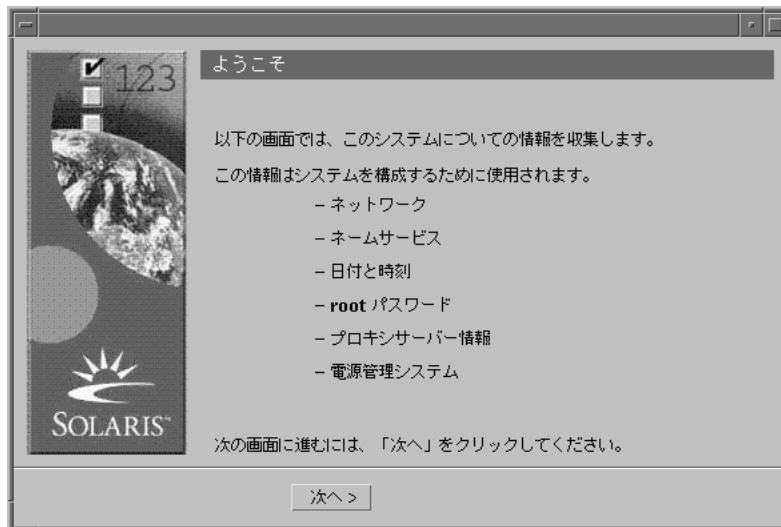 123
SOLARIS™
ようこそ
以下の画面では、このシステムについての情報を収集します。
この情報はシステムを構成するために使用されます。
– ネットワーク
– ネームサービス
– 日付と時刻
– root パスワード
– プロキシサーバー情報
– 電源管理システム
次の画面に進むには、「次へ」をクリックしてください。
次へ >